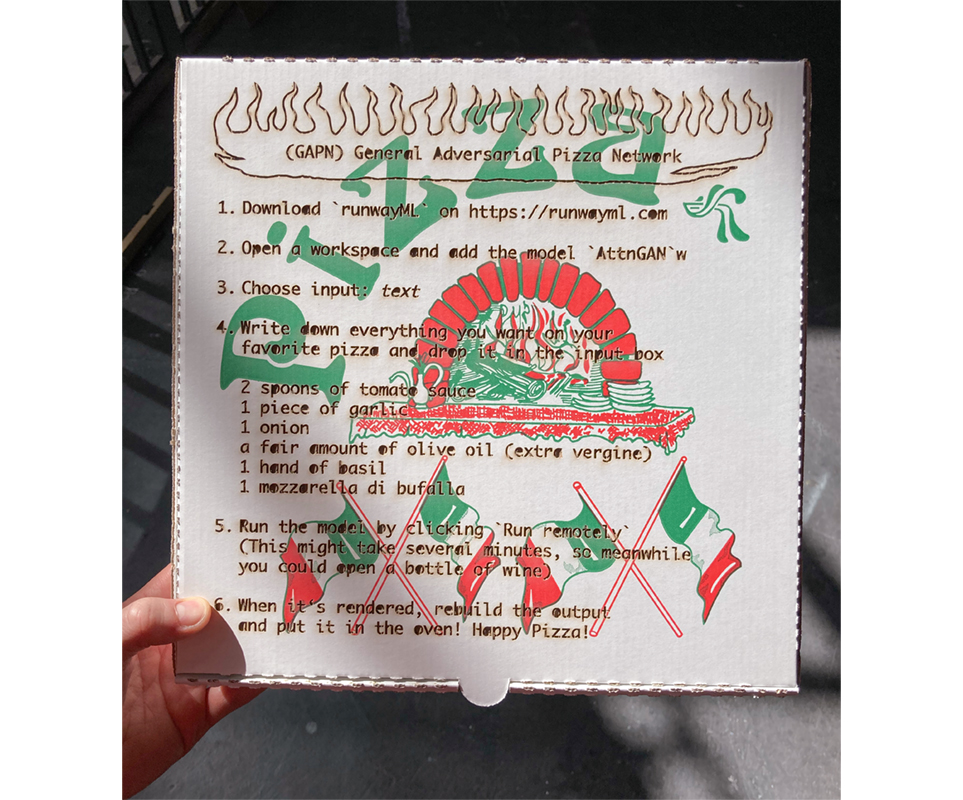 pizza
(GAPN) General Adversarial Pizza Network
1. Download `runwayML` on https://runwayml.com
2. Open a workspace and add the model `AttnGAN`w
3. Choose input: text
4. Write down everything you want on your
favorite pizza and drop it in the input box
2 spoons of tomato sauce
1 piece of garlic
1 onion
a fair amount of olive oil (extra vergine)
1 hand of basil
1 mozzarella di bufalla
5. Run the model by clicking `Run remotely`
(This might take several minutes, so meanwhile
you could open a bottle of wine)
6. When it's rendered, rebuild the output
and put it in the oven! Happy Pizza!